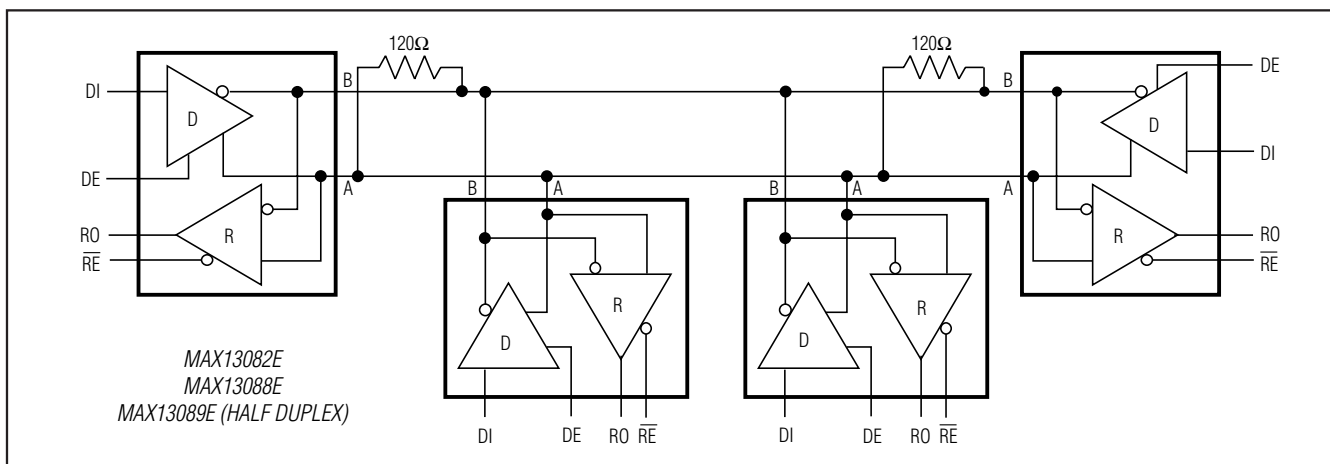 120Ω
120Ω
DI
D
B
B
DE
D
DI
DE
A
B
A
B
A
A
RO
R
R
RO
RE
RE
R
D
R
D
MAX13082E
MAX13088E
MAX13089E (HALF DUPLEX)
DI
DE
RO
RE
DI
DE
RO
RE